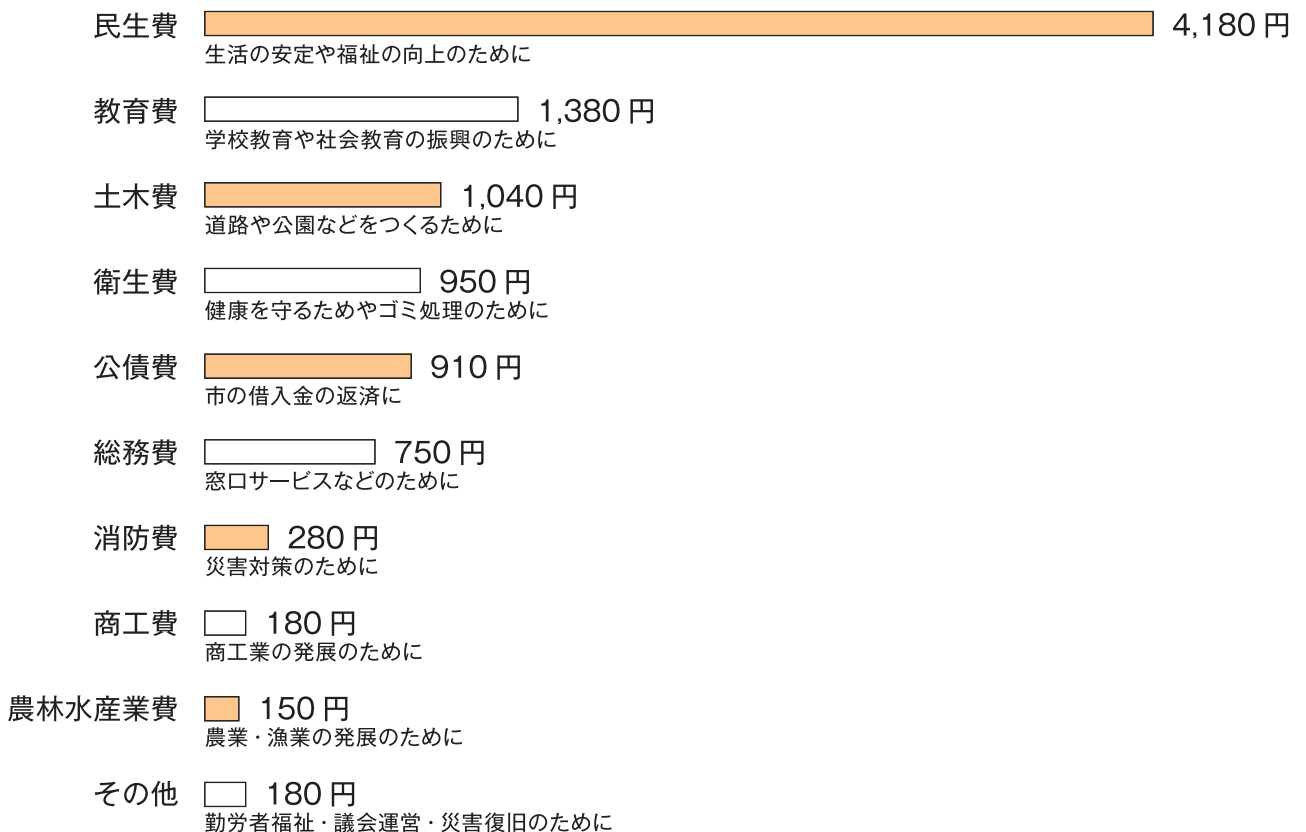 民生費 4,180 円
生活の安定や福祉の向上のために
教育費 1,380 円
学校教育や社会教育の振興のために
土木費 1,040 円
道路や公園などをつくるために
衛生費 950 円
健康を守るためやゴミ処理のために
公債費 910 円
市の借入金の返済に
総務費 750 円
窓口サービスなどのために
消防費 280 円
災害対策のために
商工費 180 円
商工業の発展のために
農林水産業費 150 円
農業・漁業の発展のために
その他 180 円
勤労者福祉・議会運営・災害復旧のために